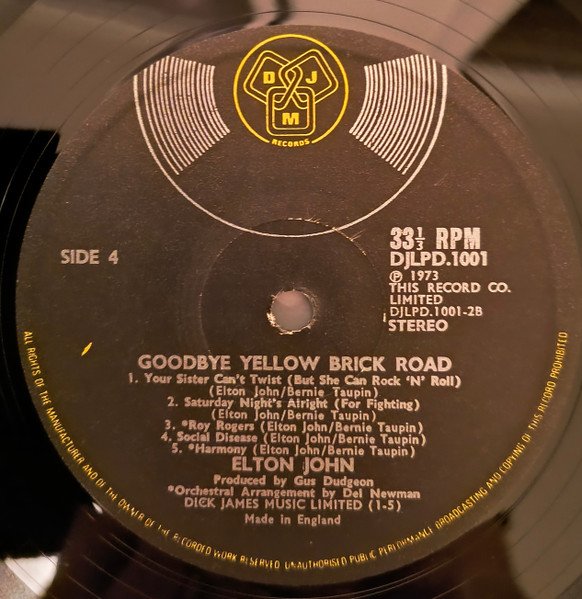 D J
M
RECORDS
SIDE 4
33⅓ RPM
DJLPD.1001
Ⓟ 1973
THIS RECORD CO.
LIMITED
DJLPD.1001-2B
STEREO
GOODBYE YELLOW BRICK ROAD
1. Your Sister Can't Twist (But She Can Rock 'N' Roll)
(Elton John/Bernie Taupin)
2. Saturday Night's Alright (For Fighting)
(Elton John/Bernie Taupin)
3. *Roy Rogers (Elton John/Bernie Taupin)
4. Social Disease (Elton John/Bernie Taupin)
5. *Harmony (Elton John/Bernie Taupin)
ELTON JOHN
Produced by Gus Dudgeon
*Orchestral Arrangement by Del Newman
DICK JAMES MUSIC LIMITED (1-5)
Made in England
ALL RIGHTS OF THE MANUFACTURER AND OF THE OWNER OF THE RECORDED WORK RESERVED. UNAUTHORISED PUBLIC PERFORMANCE, BROADCASTING AND COPYING OF THIS RECORD PROHIBITED